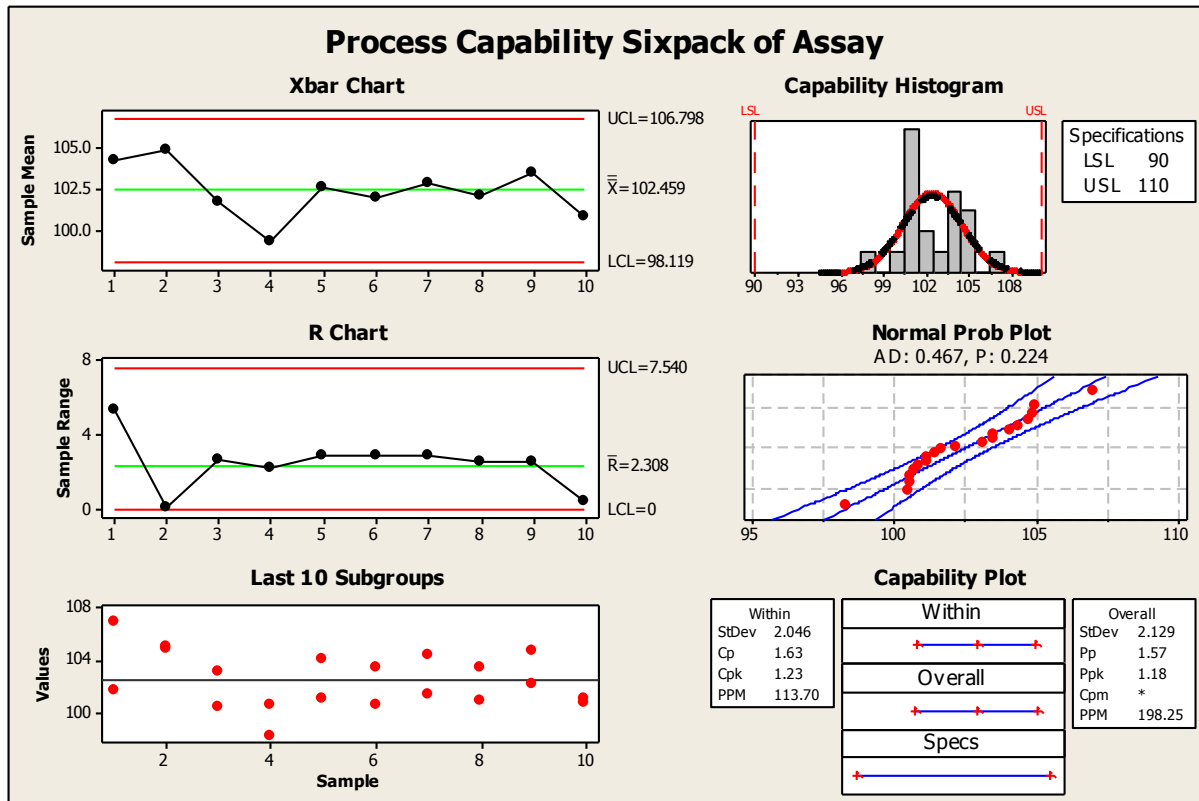 Process Capability Sixpack of Assay
Xbar Chart
Sample Mean
105.0
102.5
100.0
1 2 3 4 5 6 7 8 9 10
UCL=106.798
X=102.459
LCL=98.119
Capability Histogram
LSL USL
90 93 96 99 102 105 108
Specifications
LSL 90
USL 110
R Chart
Sample Range
8
4
0
1 2 3 4 5 6 7 8 9 10
UCL=7.540
R=2.308
LCL=0
Normal Prob Plot
AD: 0.467, P: 0.224
95 100 105 110
Last 10 Subgroups
Values
108
104
100
2 4 6 8 10
Sample
Capability Plot
Within
StDev 2.046
Cp 1.63
Cpk 1.23
PPM 113.70
Within
Overall
Specs
Overall
StDev 2.129
Pp 1.57
Ppk 1.18
Cpm *
PPM 198.25